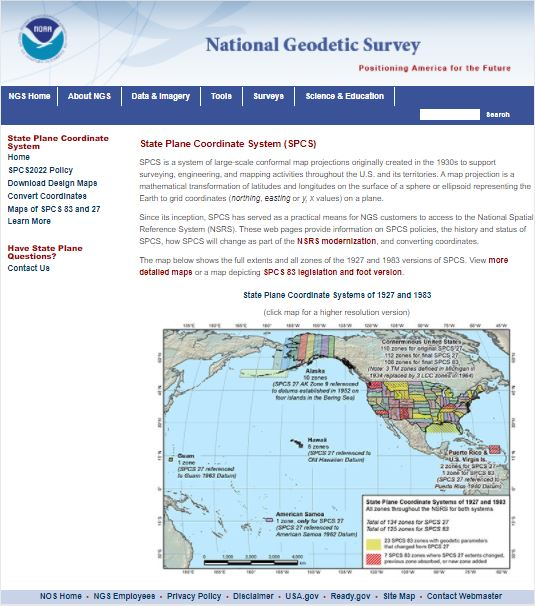 NOAA
National Geodetic Survey
Positioning America for the Future
NGS Home
About NGS
Data & Imagery
Tools
Surveys
Science & Education
Search
State Plane Coordinate
System
Home
SPCS2022 Policy
Download Design Maps
Convert Coordinates
Maps of SPCS 83 and 27
Learn More
Have State Plane
Questions?
Contact Us
State Plane Coordinate System (SPCS)
SPCS is a system of large-scale conformal map projections originally created in the 1930s to support
surveying, engineering, and mapping activities throughout the U.S. and its territories. A map projection is a
mathematical transformation of latitudes and longitudes on the surface of a sphere or ellipsoid representing the
Earth to grid coordinates (northing, easting or y, x values) on a plane.
Since its inception, SPCS has served as a practical means for NGS customers to access to the National Spatial
Reference System (NSRS). These web pages provide information on SPCS policies, the history and status of
SPCS, how SPCS will change as part of the NSRS modernization, and converting coordinates.
The map below shows the full extents and all zones of the 1927 and 1983 versions of SPCS. View more
detailed maps or a map depicting SPCS 83 legislation and foot version.
State Plane Coordinate Systems of 1927 and 1983
(click map for a higher resolution version)
Conterminous United States
110 zones for original SPCS 27
112 zones for final SPCS 27
108 zones for final SPCS 83
(Note: 3 TM zones defined in Michigan in
1934 replaced by 3 LCC zones in 1964)
Alaska
10 zones
(SPCS 27 AK Zone 9 referenced
to datums established in 1952 on
four islands in the Bering Sea)
Hawaii
5 zones
(SPCS 27 referenced to
Old Hawaiian Datum)
Guam
1 zone
(SPCS 27 referenced
to Guam 1963 Datum)
Puerto Rico &
U.S. Virgin Is.
2 zones for SPCS 27
1 zone for SPCS 83
(SPCS 27 referenced to
Puerto Rico 1940 Datum)
American Samoa
1 zone, only for SPCS 27
(SPCS 27 referenced to
American Samoa 1962 Datum)
State Plane Coordinate Systems of 1927 and 1983
All zones throughout the NSRS for both systems
Total of 134 zones for SPCS 27
Total of 125 zones for SPCS 83
23 SPCS 83 zones with geodetic parameters
that changed from SPCS 27
7 SPCS 83 zones where SPCS 27 extents changed,
previous zone absorbed, or new zone added
NGS Home • NGS Employees • Privacy Policy • Disclaimer • USA.gov • Ready.gov • Site Map • Contact Webmaster